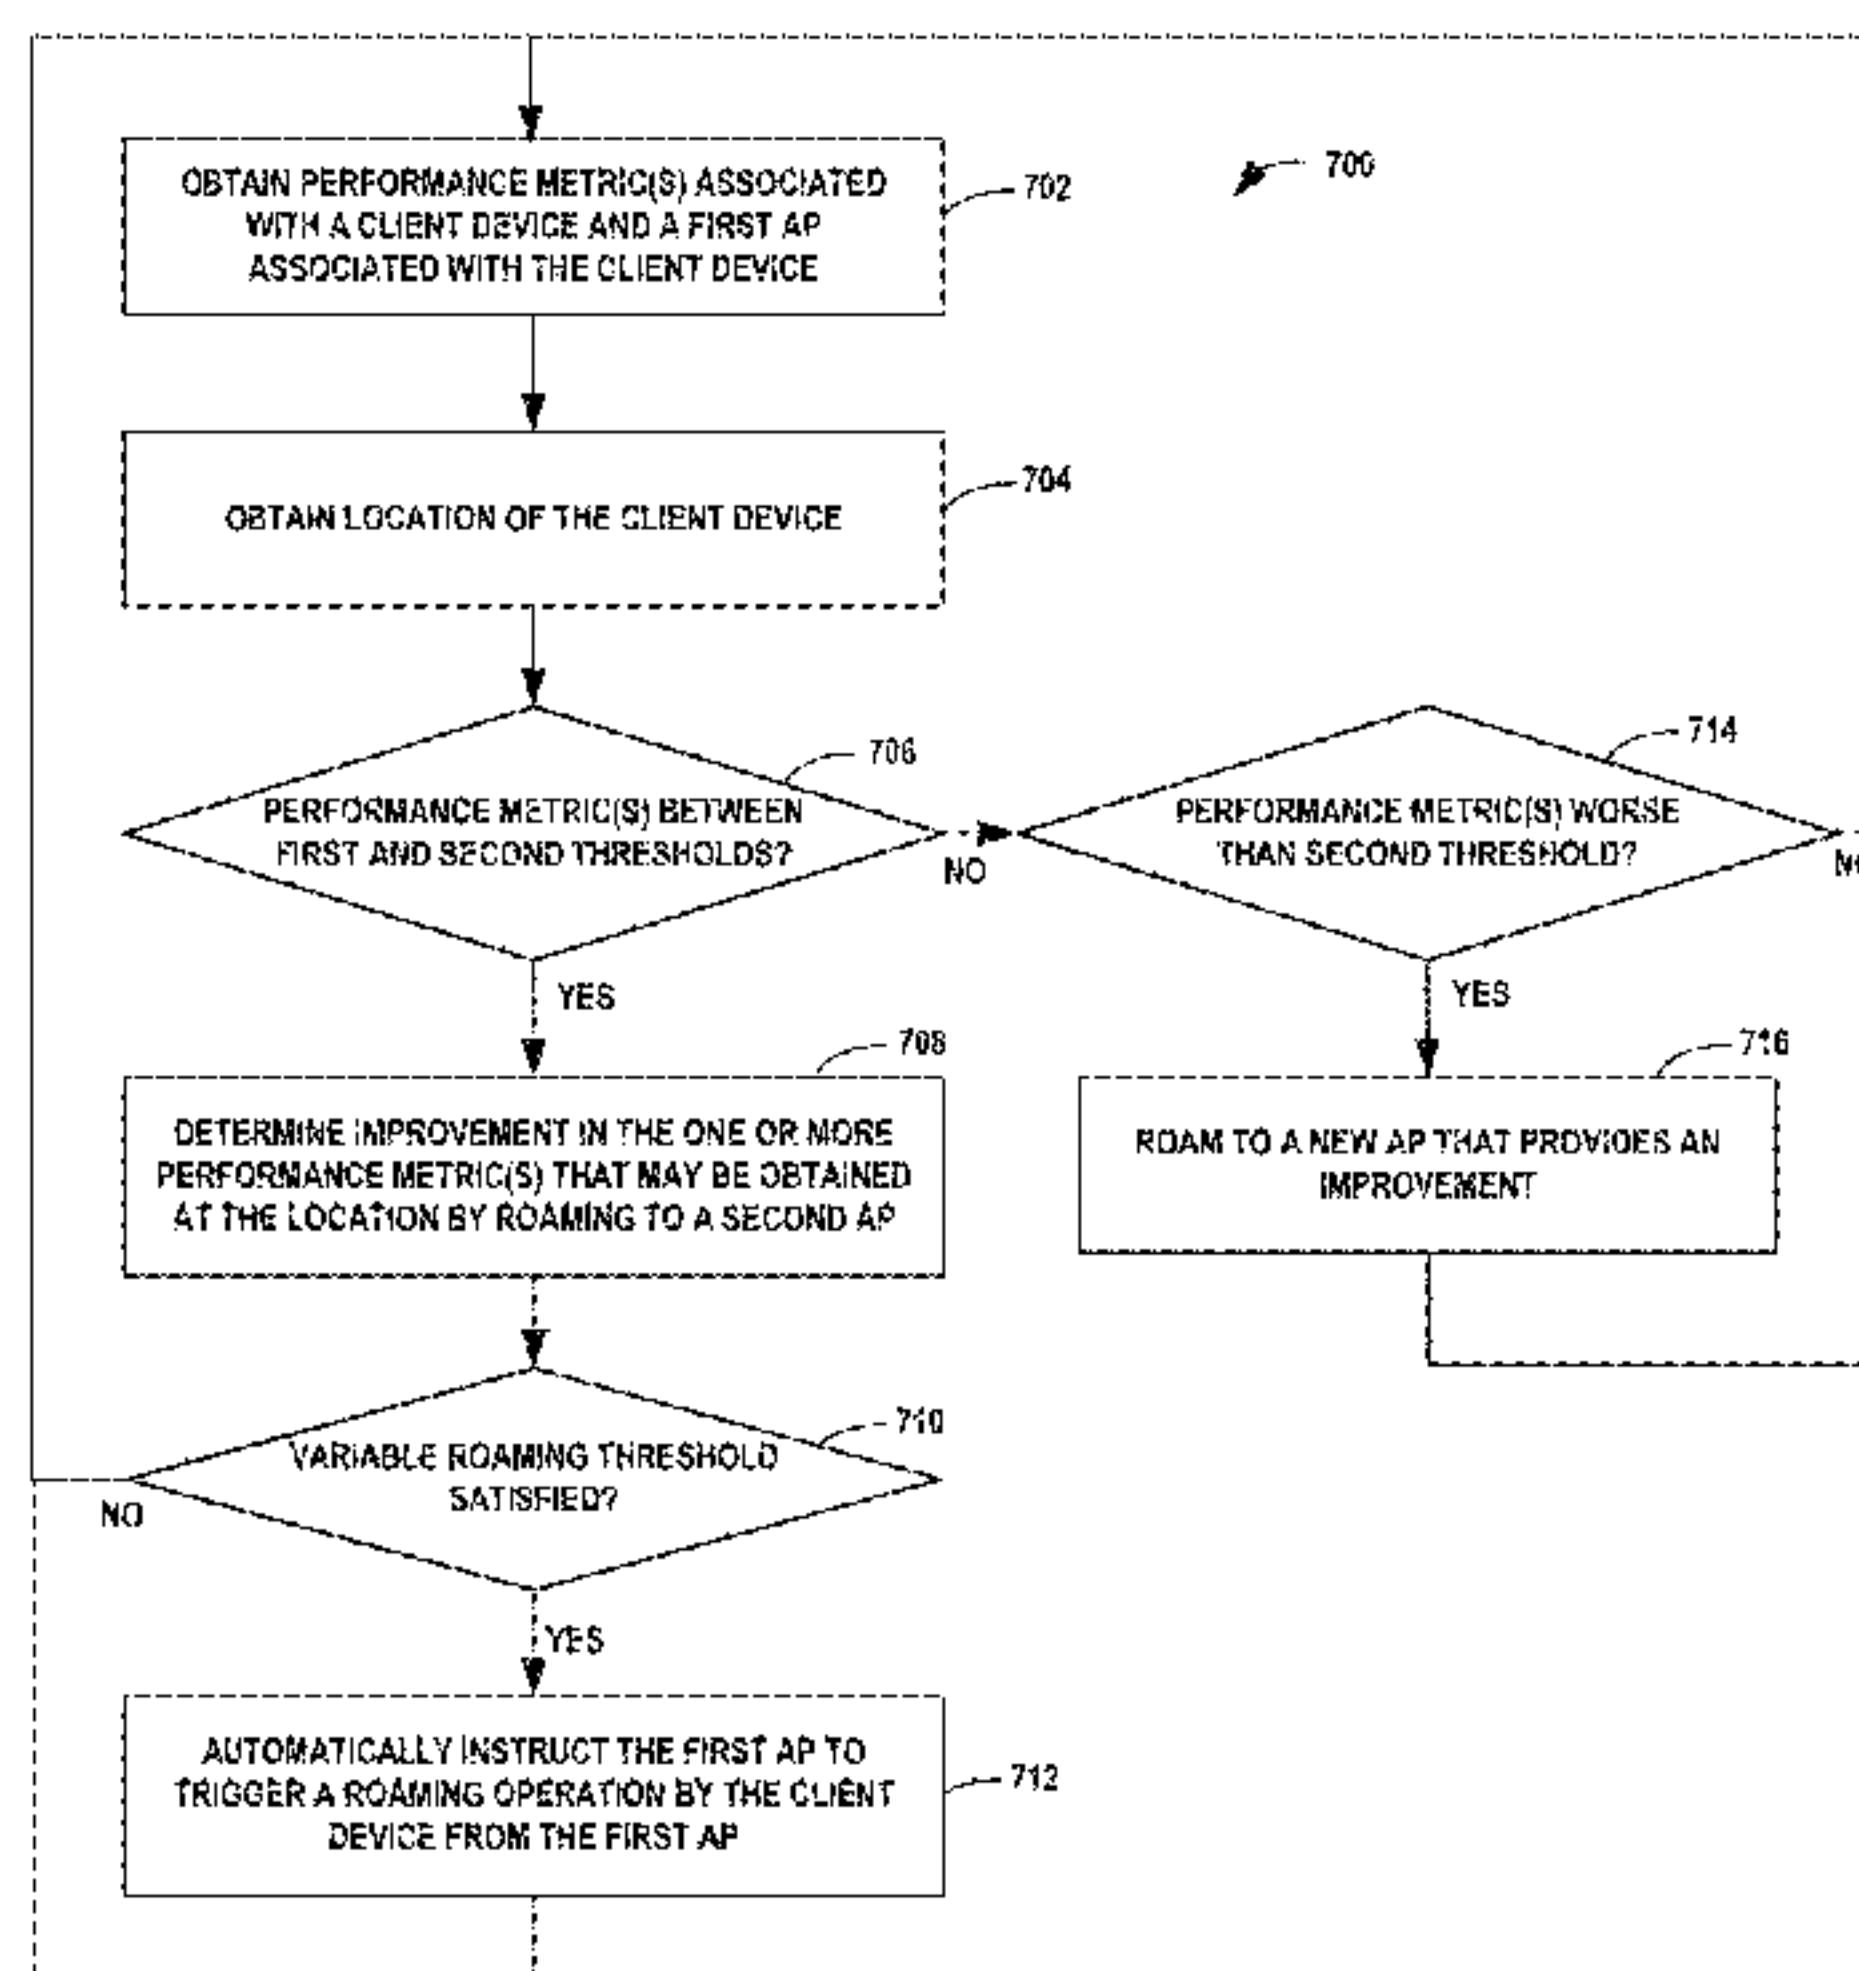 OBTAIN PERFORMANCE METRIC(S) ASSOCIATED
WITH A CLIENT DEVICE AND A FIRST AP
ASSOCIATED WITH THE CLIENT DEVICE
702
700
OBTAIN LOCATION OF THE CLIENT DEVICE
704
PERFORMANCE METRIC(S) BETWEEN
FIRST AND SECOND THRESHOLDS?
706
NO
YES
PERFORMANCE METRIC(S) WORSE
THAN SECOND THRESHOLD?
714
YES
DETERMINE IMPROVEMENT IN THE ONE OR MORE
PERFORMANCE METRIC(S) THAT MAY BE OBTAINED
AT THE LOCATION BY ROAMING TO A SECOND AP
708
ROAM TO A NEW AP THAT PROVIDES AN
IMPROVEMENT
716
VARIABLE ROAMING THRESHOLD
SATISFIED?
710
NO
YES
AUTOMATICALLY INSTRUCT THE FIRST AP TO
TRIGGER A ROAMING OPERATION BY THE CLIENT
DEVICE FROM THE FIRST AP
712